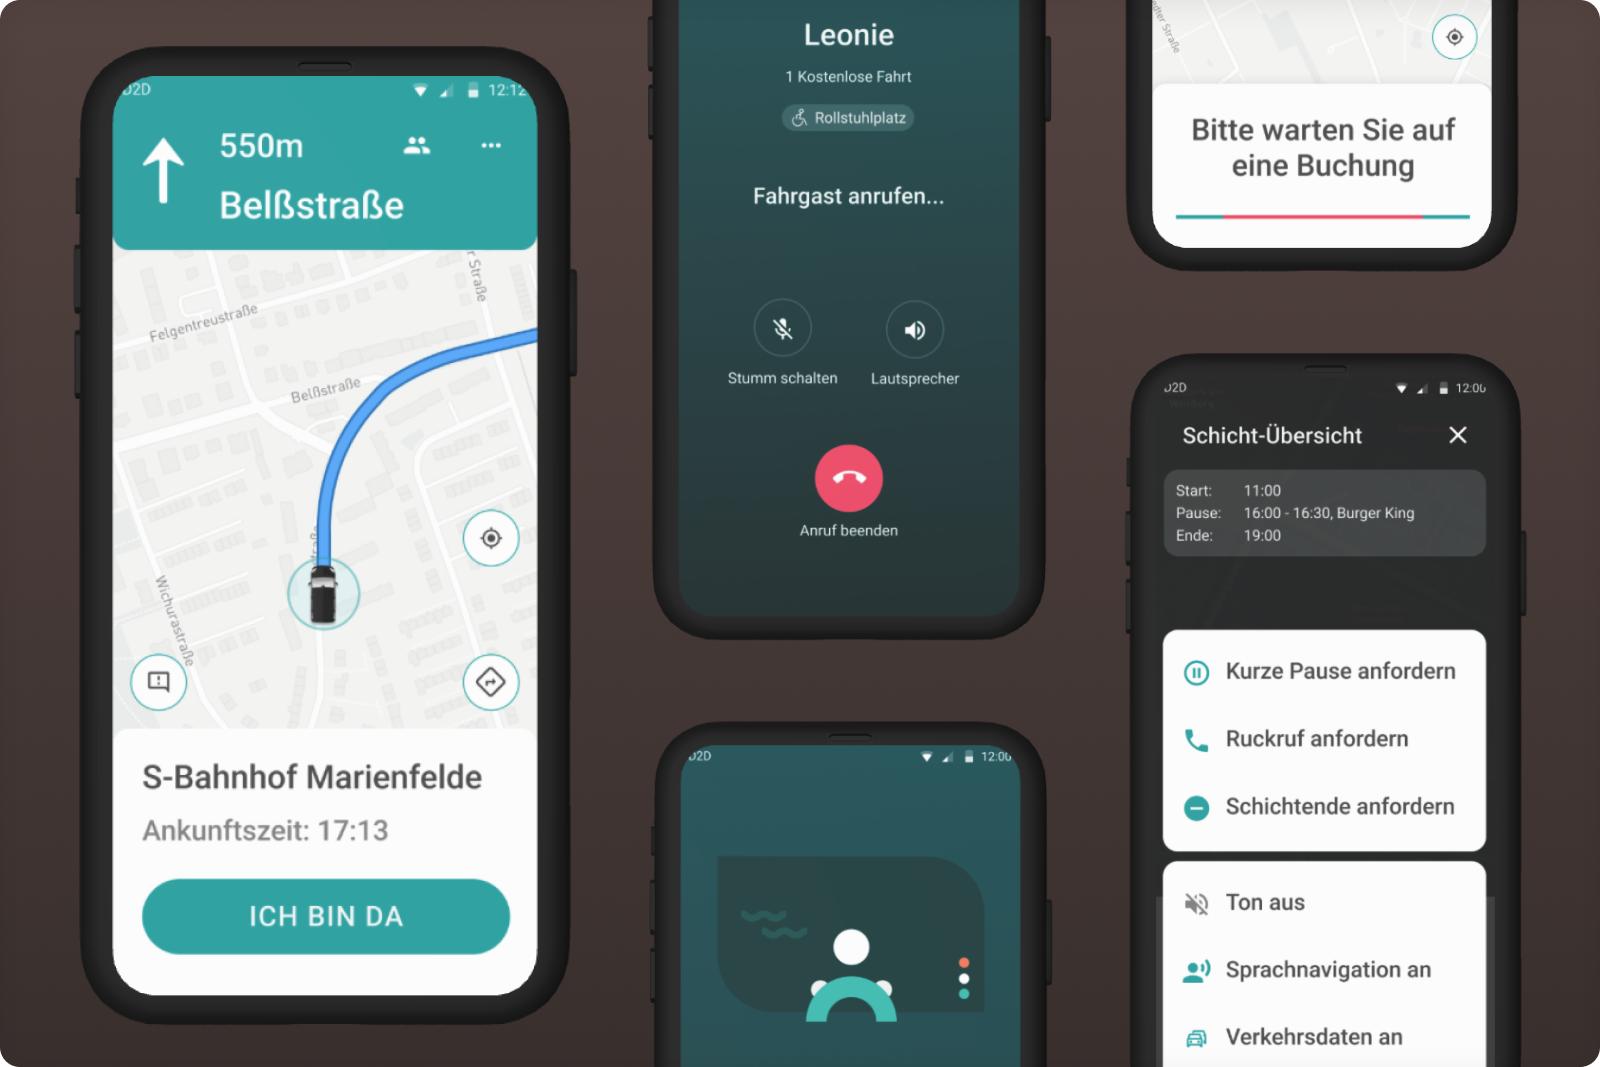 12:12
550m
Belßstraße
r Straße
Felgentreustraße
Belßstraße
Wichurastraße
S-Bahnhof Marienfelde
Ankunftszeit: 17:13
ICH BIN DA
Leonie
1 Kostenlose Fahrt
Rollstuhlplatz
Fahrgast anrufen...
Stumm schalten
Lautsprecher
Anruf beenden
J2D
12:00
Straße
Bitte warten Sie auf
eine Buchung
J2D
12:00
Schicht-Übersicht
Start: 11:00
Pause: 16:00 - 16:30, Burger King
Ende: 19:00
Kurze Pause anfordern
Ruckruf anfordern
Schichtende anfordern
Ton aus
Sprachnavigation an
Verkehrsdaten an